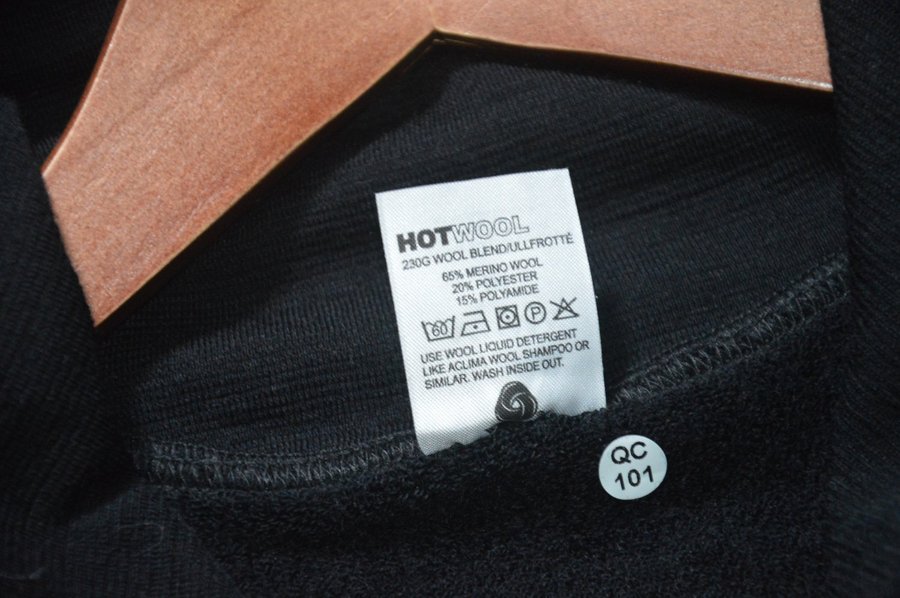 HOTWOOL
230G WOOL BLEND/ULLFROTTÈ
65% MERINO WOOL
20% POLYESTER
15% POLYAMIDE
60 P
USE WOOL LIQUID DETERGENT
LIKE ACLIMA WOOL SHAMPOO OR
SIMILAR. WASH INSIDE OUT.
QC
101